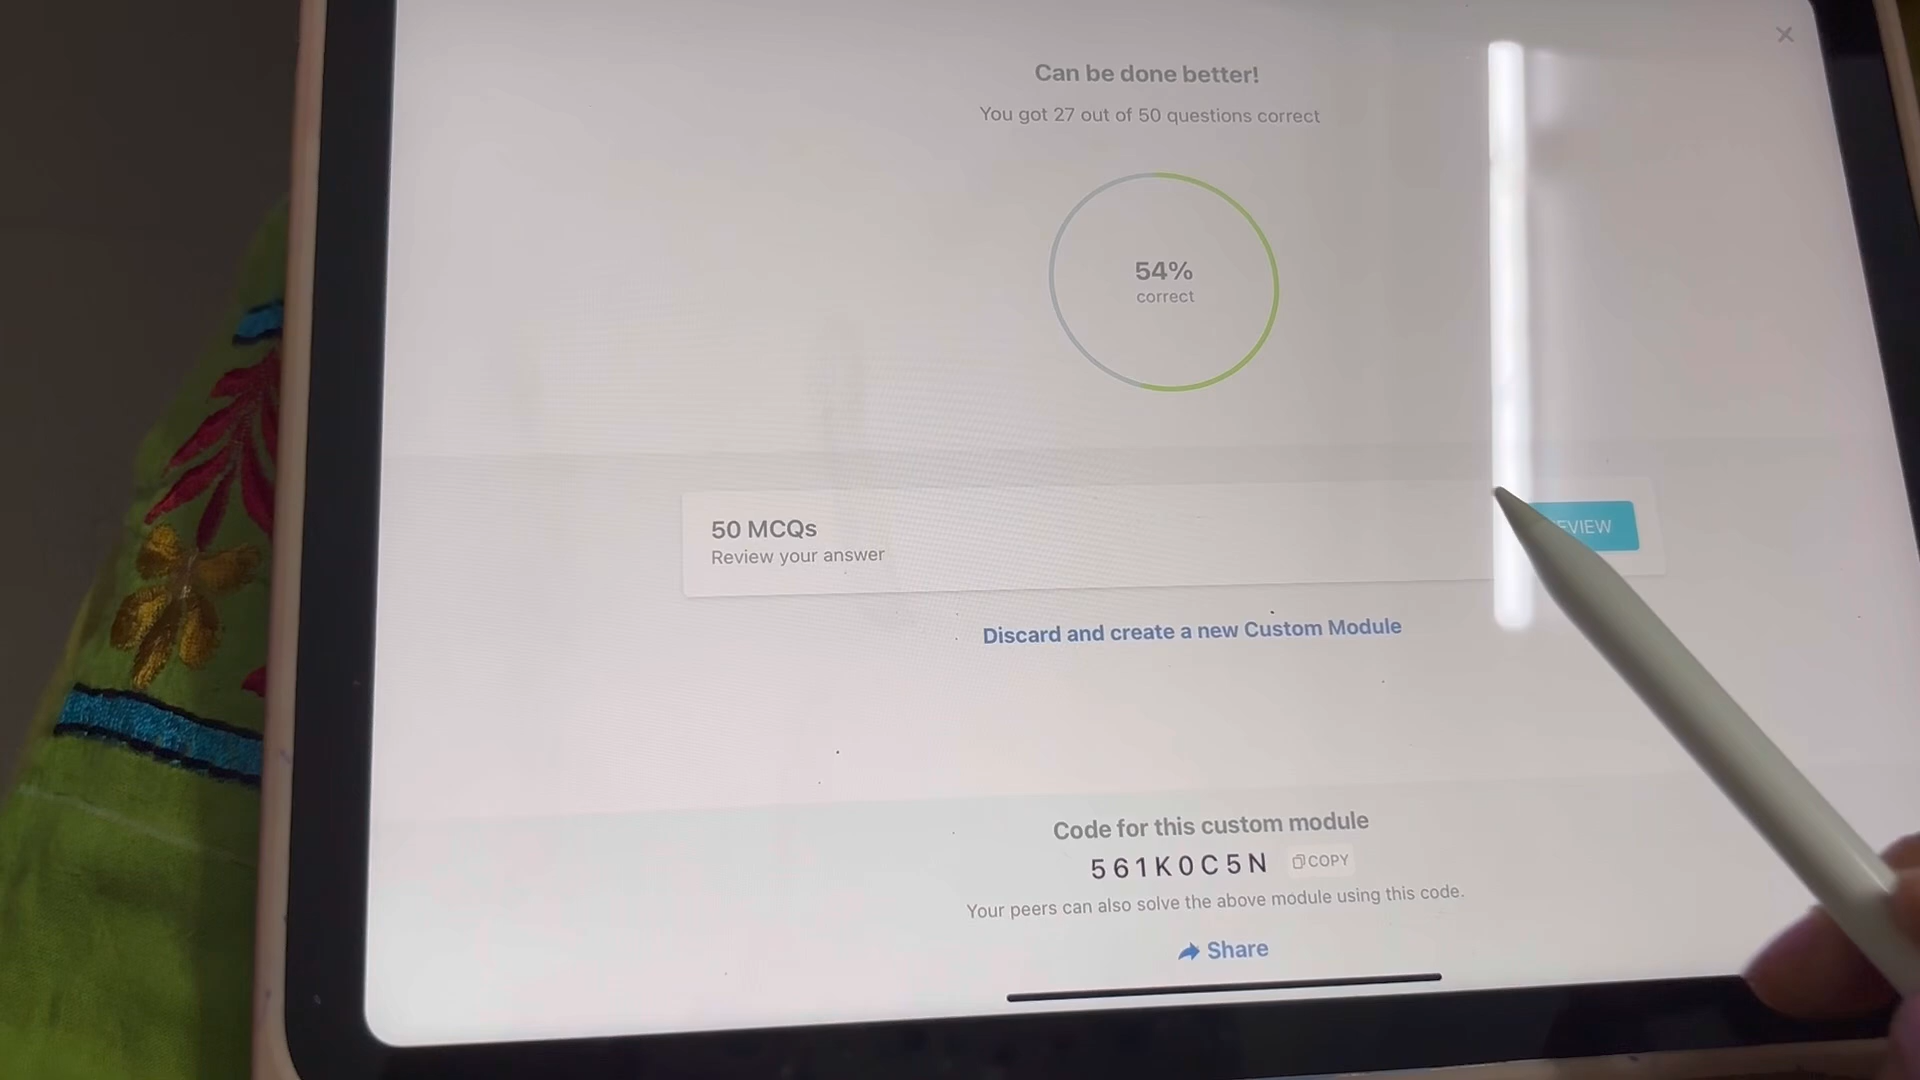 Can be done better!
You got 27 out of 50 questions correct
54%
correct
50 MCQs
Review your answer
Discard and create a new Custom Module
Code for this custom module
561K0C5N COPY
Your peers can also solve the above module using this code.
Share